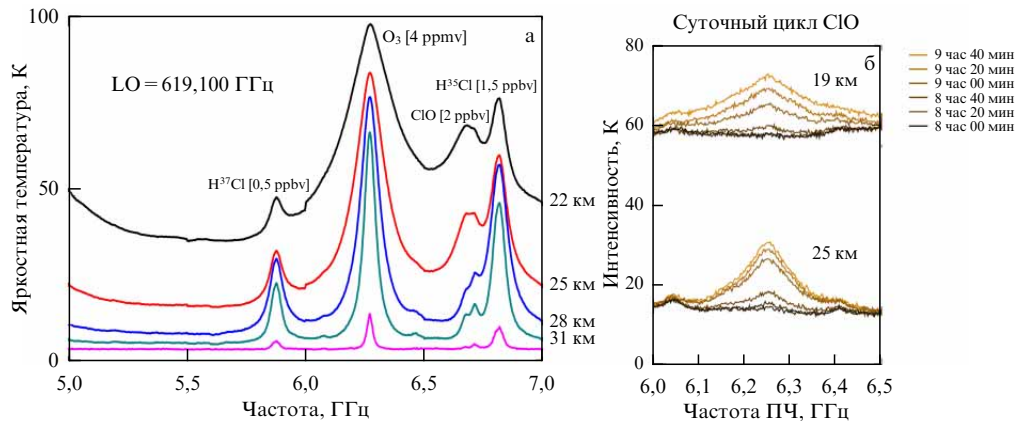 100
50
0
Яркостная температура, К
5,0
5,5
6,0
6,5
7,0
Частота, ГГц
LO = 619,100 ГГц
а
O₃ [4 ppmv]
H³⁵Cl [1,5 ppbv]
ClO [2 ppbv]
H³⁷Cl [0,5 ppbv]
22 км
25 км
28 км
31 км
Суточный цикл ClO
80
60
40
20
0
Интенсивность, К
б
19 км
25 км
6,0
6,1
6,2
6,3
6,4
6,5
Частота ПЧ, ГГц
9 час 40 мин
9 час 20 мин
9 час 00 мин
8 час 40 мин
8 час 20 мин
8 час 00 мин